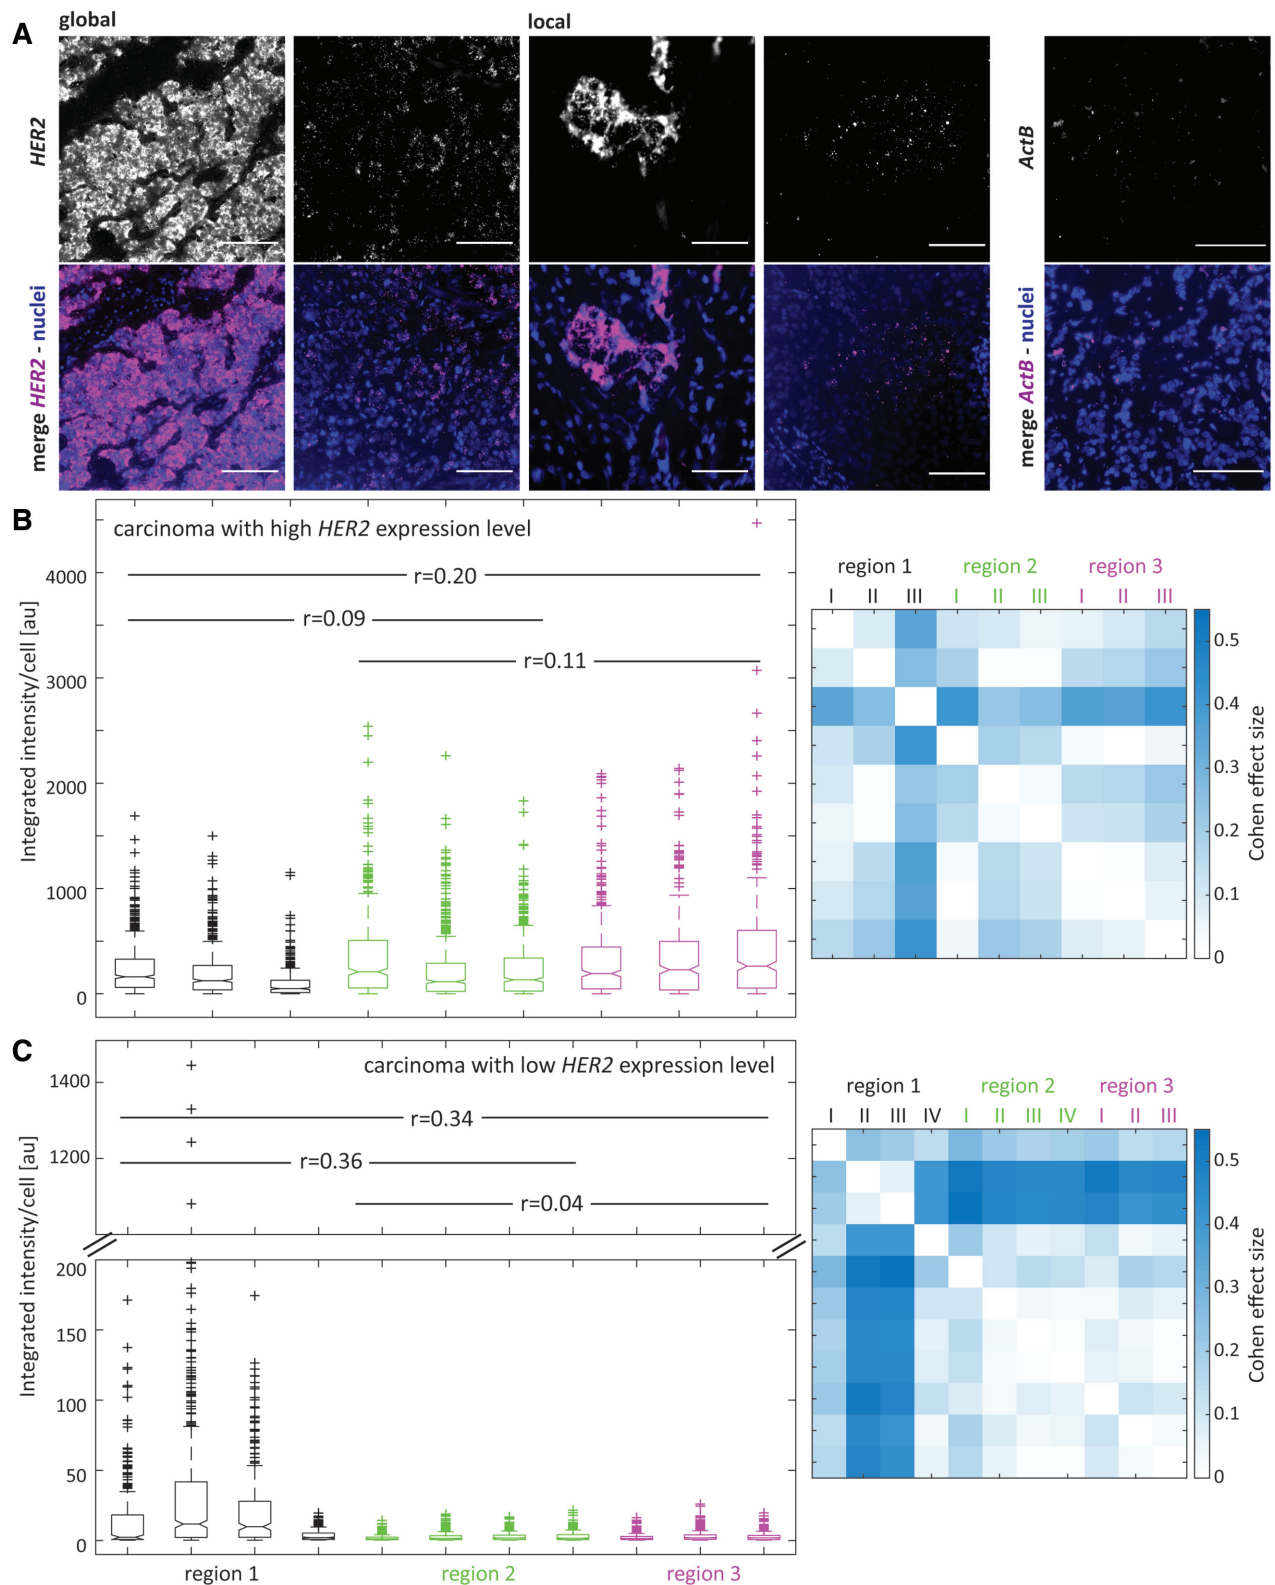 A
global
local
HER2
ActB
merge HER2 - nuclei
merge ActB - nuclei
B
carcinoma with high HER2 expression level
r=0.20
r=0.09
r=0.11
Integrated intensity/cell [au]
4000
3000
2000
1000
0
region 1 region 2 region 3
I II III I II III I II III
0.5
0.4
0.3
0.2
0.1
0
Cohen effect size
C
carcinoma with low HER2 expression level
r=0.34
r=0.36
r=0.04
Integrated intensity/cell [au]
1400
1200
200
150
100
50
0
region 1 region 2 region 3
region 1 region 2 region 3
I II III IV I II III IV I II III
0.5
0.4
0.3
0.2
0.1
0
Cohen effect size